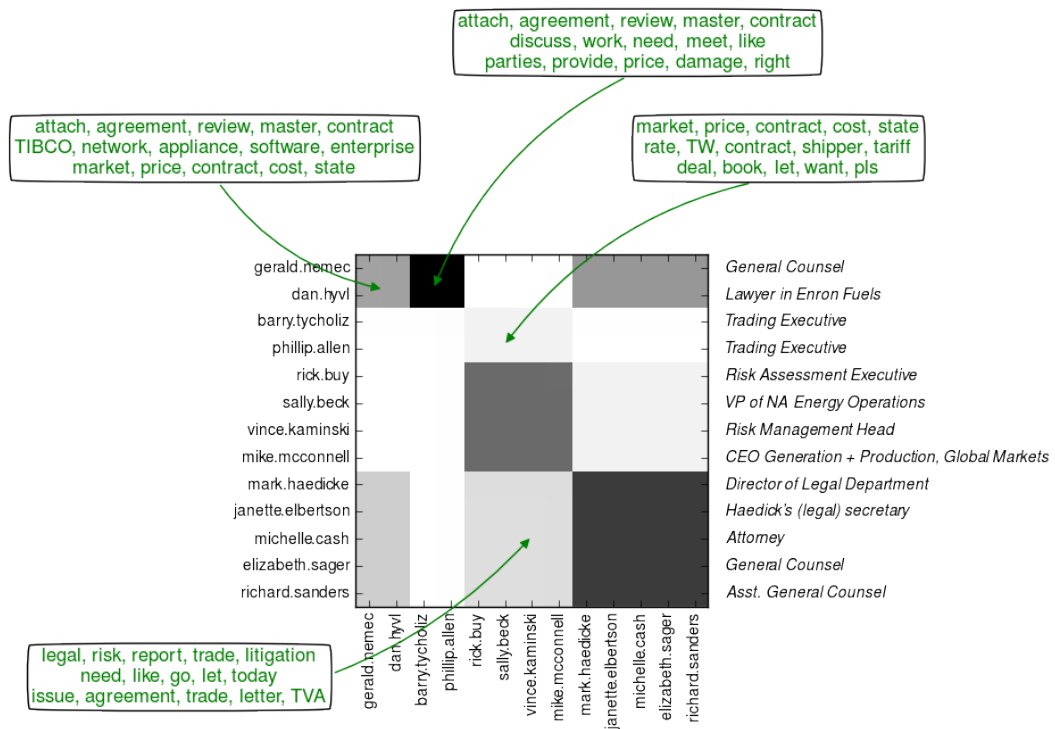 attach, agreement, review, master, contract
discuss, work, need, meet, like
parties, provide, price, damage, right
attach, agreement, review, master, contract
TIBCO, network, appliance, software, enterprise
market, price, contract, cost, state
market, price, contract, cost, state
rate, TW, contract, shipper, tariff
deal, book, let, want, pls
gerald.nemec General Counsel
dan.hyvl Lawyer in Enron Fuels
barry.tycholiz Trading Executive
phillip.allen Trading Executive
rick.buy Risk Assessment Executive
sally.beck VP of NA Energy Operations
vince.kaminski Risk Management Head
mike.mcconnell CEO Generation + Production, Global Markets
mark.haedicke Director of Legal Department
janette.elbertson Haedick's (legal) secretary
michelle.cash Attorney
elizabeth.sager General Counsel
richard.sanders Asst. General Counsel
legal, risk, report, trade, litigation
need, like, go, let, today
issue, agreement, trade, letter, TVA
gerald.nemec
dan.hyvl
barry.tycholiz
phillip.allen
rick.buy
sally.beck
vince.kaminski
mike.mcconnell
mark.haedicke
janette.elbertson
michelle.cash
elizabeth.sager
richard.sanders